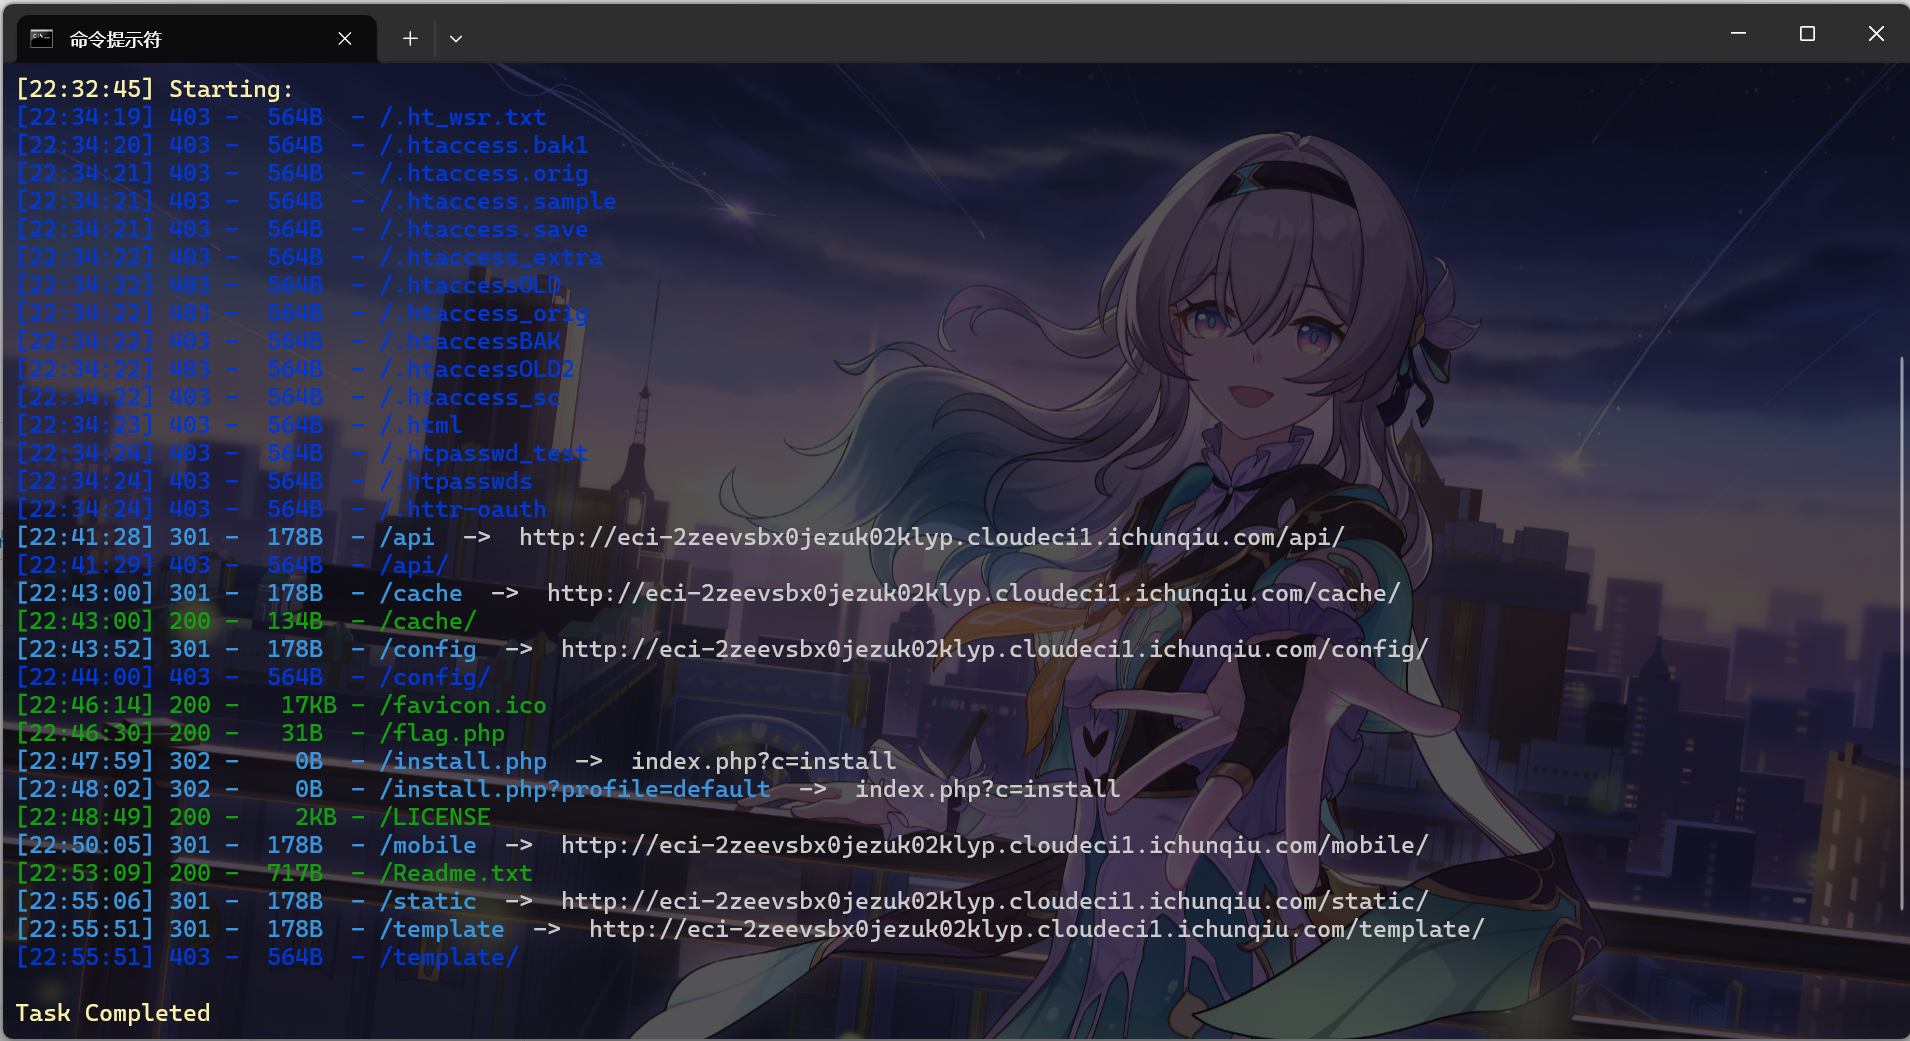 命令提示符
[22:32:45] Starting:
[22:34:19] 403 -  564B  - /.ht_wsr.txt
[22:34:20] 403 -  564B  - /.htaccess.bak1
[22:34:21] 403 -  564B  - /.htaccess.orig
[22:34:21] 403 -  564B  - /.htaccess.sample
[22:34:21] 403 -  564B  - /.htaccess.save
[22:34:22] 403 -  564B  - /.htaccess_extra
[22:34:22] 403 -  564B  - /.htaccessOLD
[22:34:22] 403 -  564B  - /.htaccess_orig
[22:34:22] 403 -  564B  - /.htaccessBAK
[22:34:22] 403 -  564B  - /.htaccessOLD2
[22:34:22] 403 -  564B  - /.htaccess_sc
[22:34:23] 403 -  564B  - /.html
[22:34:24] 403 -  564B  - /.htpasswd_test
[22:34:24] 403 -  564B  - /.htpasswds
[22:34:24] 403 -  564B  - /.httr-oauth
[22:41:28] 301 -  178B  - /api  ->  http://eci-2zeevsbx0jezuk02klyp.cloudeci1.ichunqiu.com/api/
[22:41:29] 403 -  564B  - /api/
[22:43:00] 301 -  178B  - /cache  ->  http://eci-2zeevsbx0jezuk02klyp.cloudeci1.ichunqiu.com/cache/
[22:43:00] 200 -  134B  - /cache/
[22:43:52] 301 -  178B  - /config  ->  http://eci-2zeevsbx0jezuk02klyp.cloudeci1.ichunqiu.com/config/
[22:44:00] 403 -  564B  - /config/
[22:46:14] 200 -   17KB - /favicon.ico
[22:46:30] 200 -   31B  - /flag.php
[22:47:59] 302 -    0B  - /install.php  ->  index.php?c=install
[22:48:02] 302 -    0B  - /install.php?profile=default  ->  index.php?c=install
[22:48:49] 200 -    2KB - /LICENSE
[22:50:05] 301 -  178B  - /mobile  ->  http://eci-2zeevsbx0jezuk02klyp.cloudeci1.ichunqiu.com/mobile/
[22:53:09] 200 -  717B  - /Readme.txt
[22:55:06] 301 -  178B  - /static  ->  http://eci-2zeevsbx0jezuk02klyp.cloudeci1.ichunqiu.com/static/
[22:55:51] 301 -  178B  - /template  ->  http://eci-2zeevsbx0jezuk02klyp.cloudeci1.ichunqiu.com/template/
[22:55:51] 403 -  564B  - /template/
Task Completed